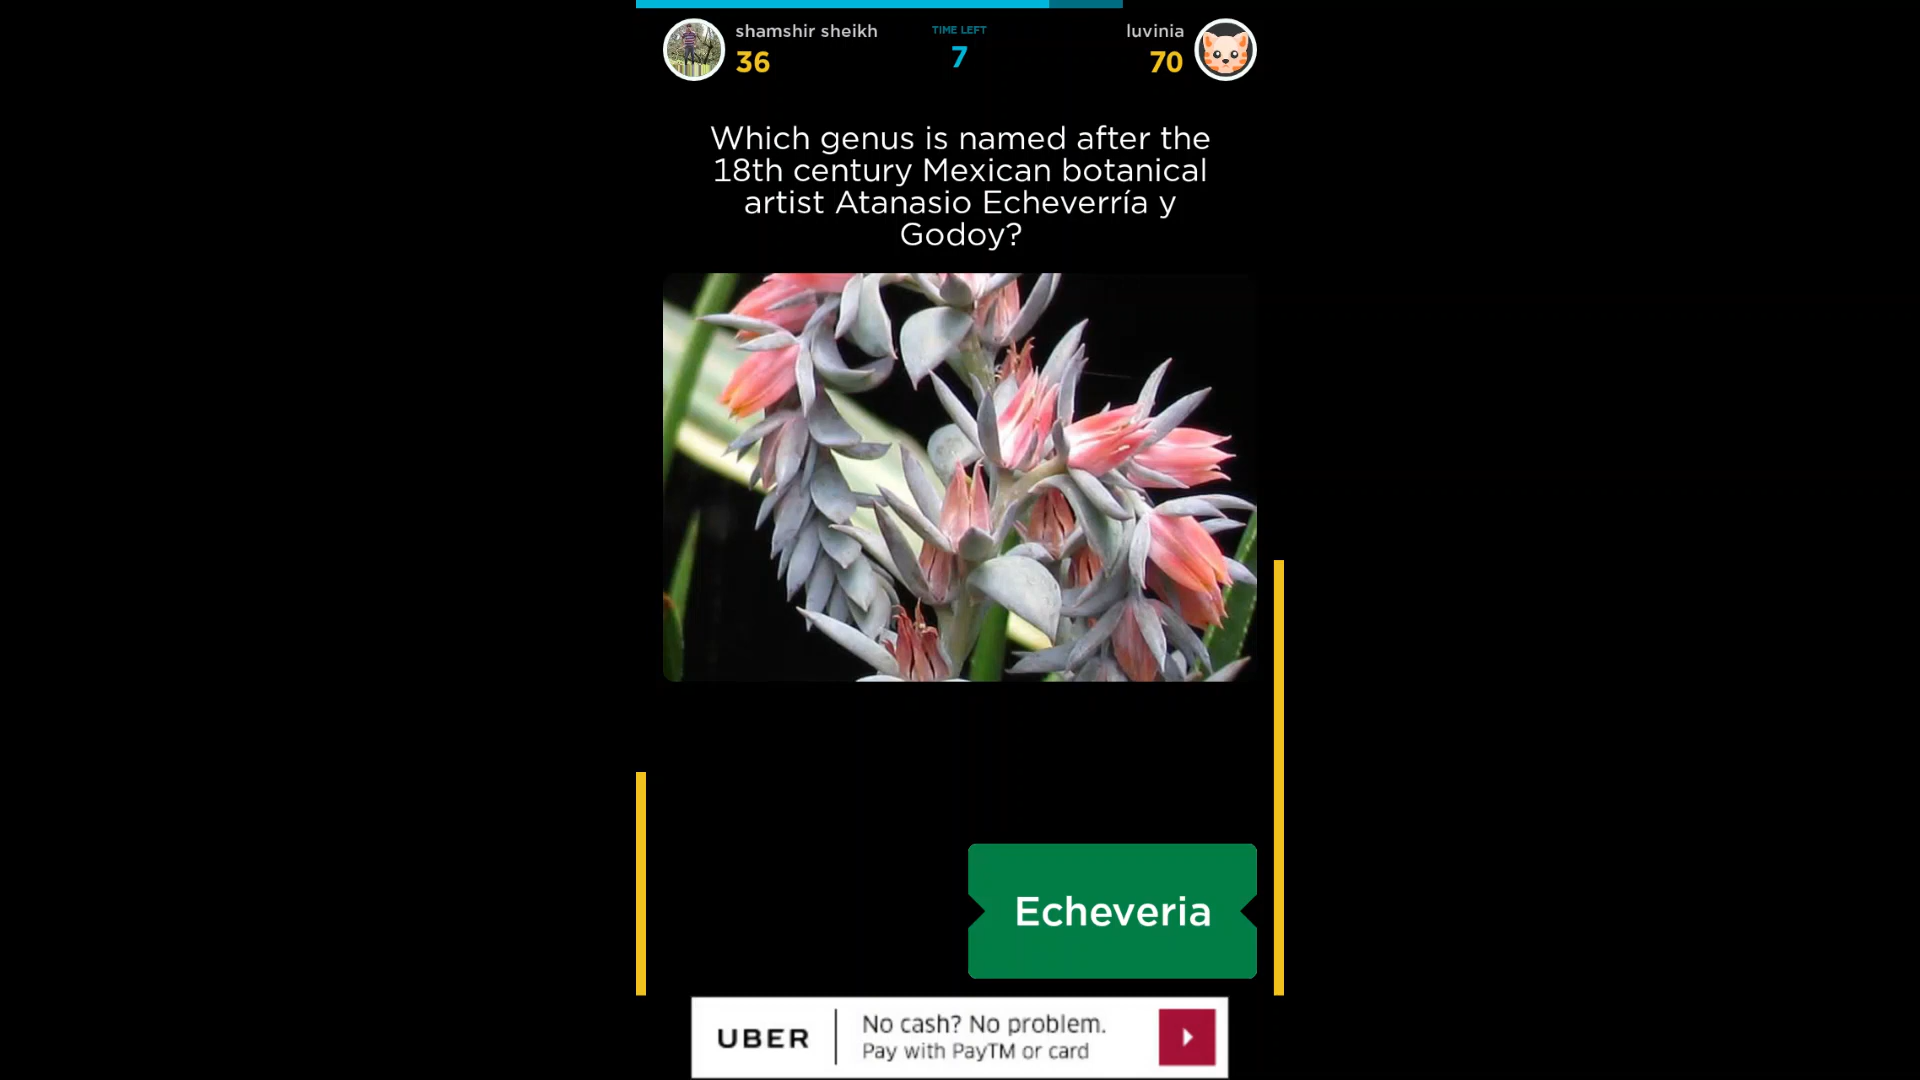 shamshir sheikh
36
TIME LEFT
7
luvinia
70
Which genus is named after the
18th century Mexican botanical
artist Atanasio Echeverría y
Godoy?
Echeveria
UBER
No cash? No problem.
Pay with PayTM or card